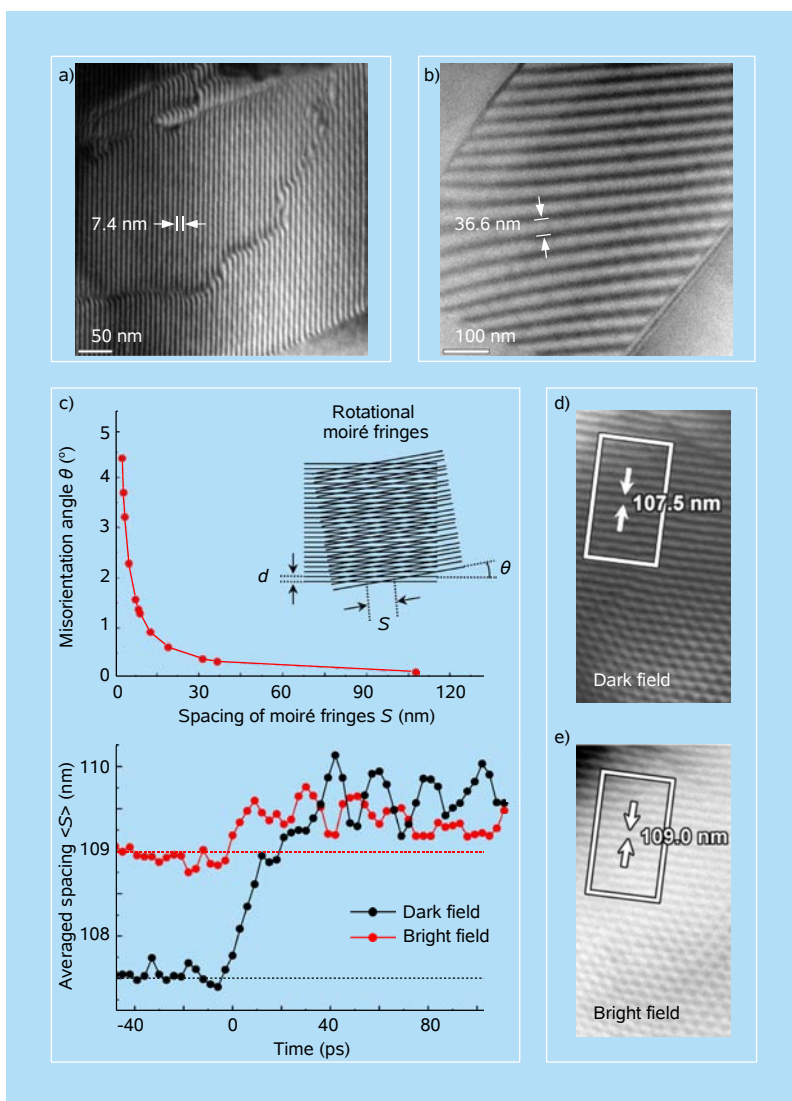 a)
7.4 nm
50 nm
b)
36.6 nm
100 nm
c)
Rotational
moiré fringes
5
4
3
2
1
0
Misorientation angle θ (°)
d
θ
S
0 30 60 90 120
Spacing of moiré fringes S (nm)
110
109
108
Averaged spacing <S> (nm)
Dark field
Bright field
-40 0 40 80
Time (ps)
d)
107.5 nm
Dark field
e)
109.0 nm
Bright field